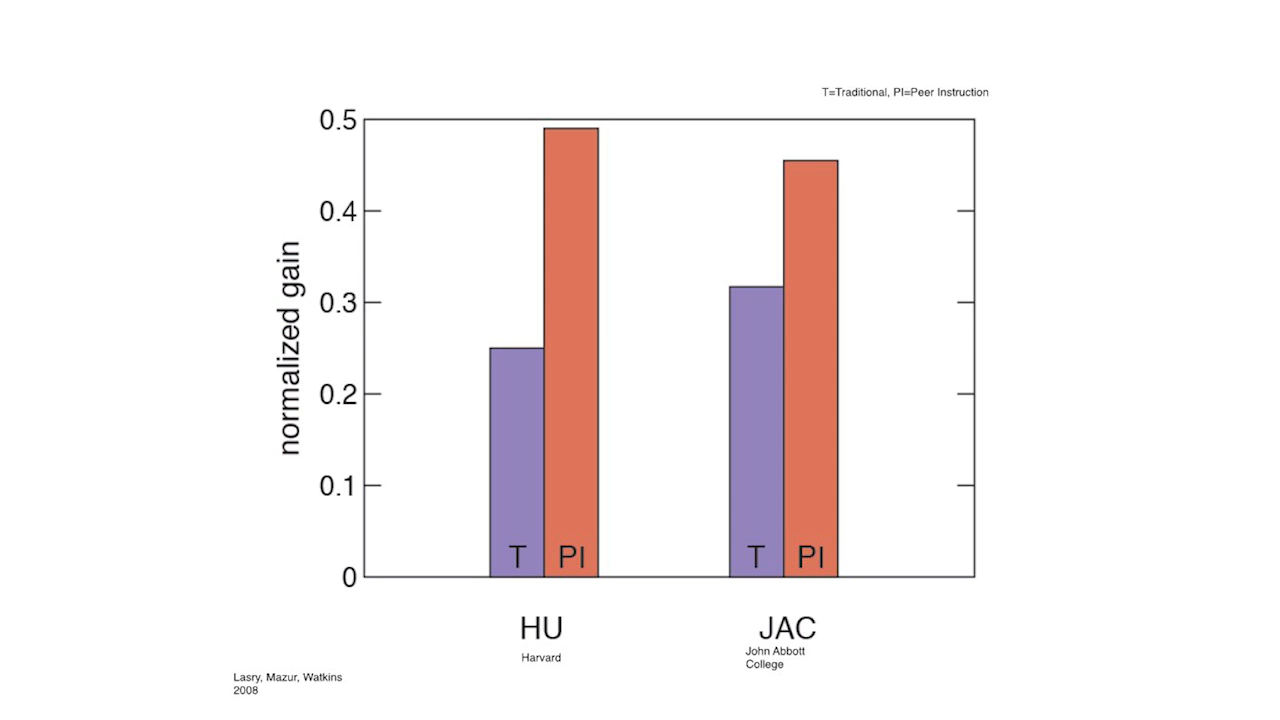 T=Traditional, PI=Peer Instruction
0.5
0.4
0.3
0.2
0.1
0
normalized gain
T PI T PI
HU JAC
Harvard
John Abbott
College
Lasry, Mazur, Watkins
2008